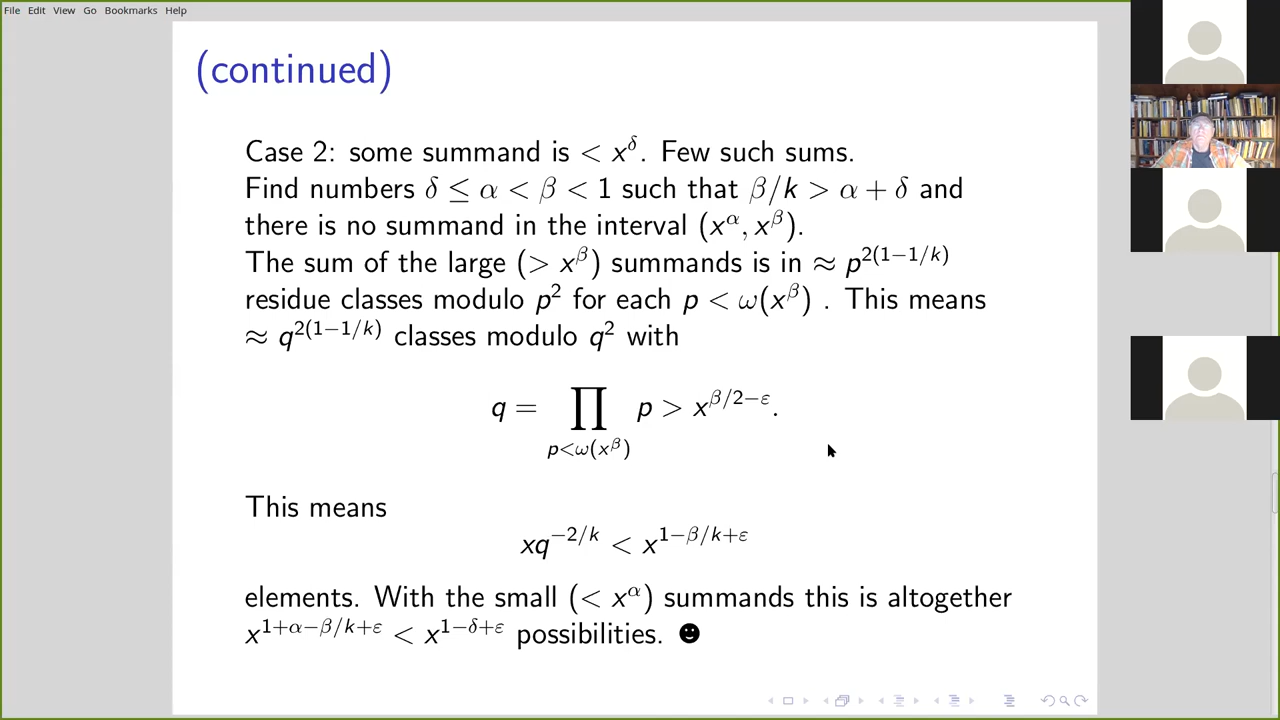 File Edit View Go Bookmarks Help
(continued)
Case 2: some summand is < x^δ. Few such sums.
Find numbers δ ≤ α < β < 1 such that β/k > α + δ and
there is no summand in the interval (x^α, x^β).
The sum of the large (> x^β) summands is in ≈ p^{2(1−1/k)}
residue classes modulo p^2 for each p < ω(x^β) . This means
≈ q^{2(1−1/k)} classes modulo q^2 with
q = ∏_{p<ω(x^β)} p > x^{β/2−ε}.
This means
xq^{−2/k} < x^{1−β/k+ε}
elements. With the small (< x^α) summands this is altogether
x^{1+α−β/k+ε} < x^{1−δ+ε} possibilities. ☻